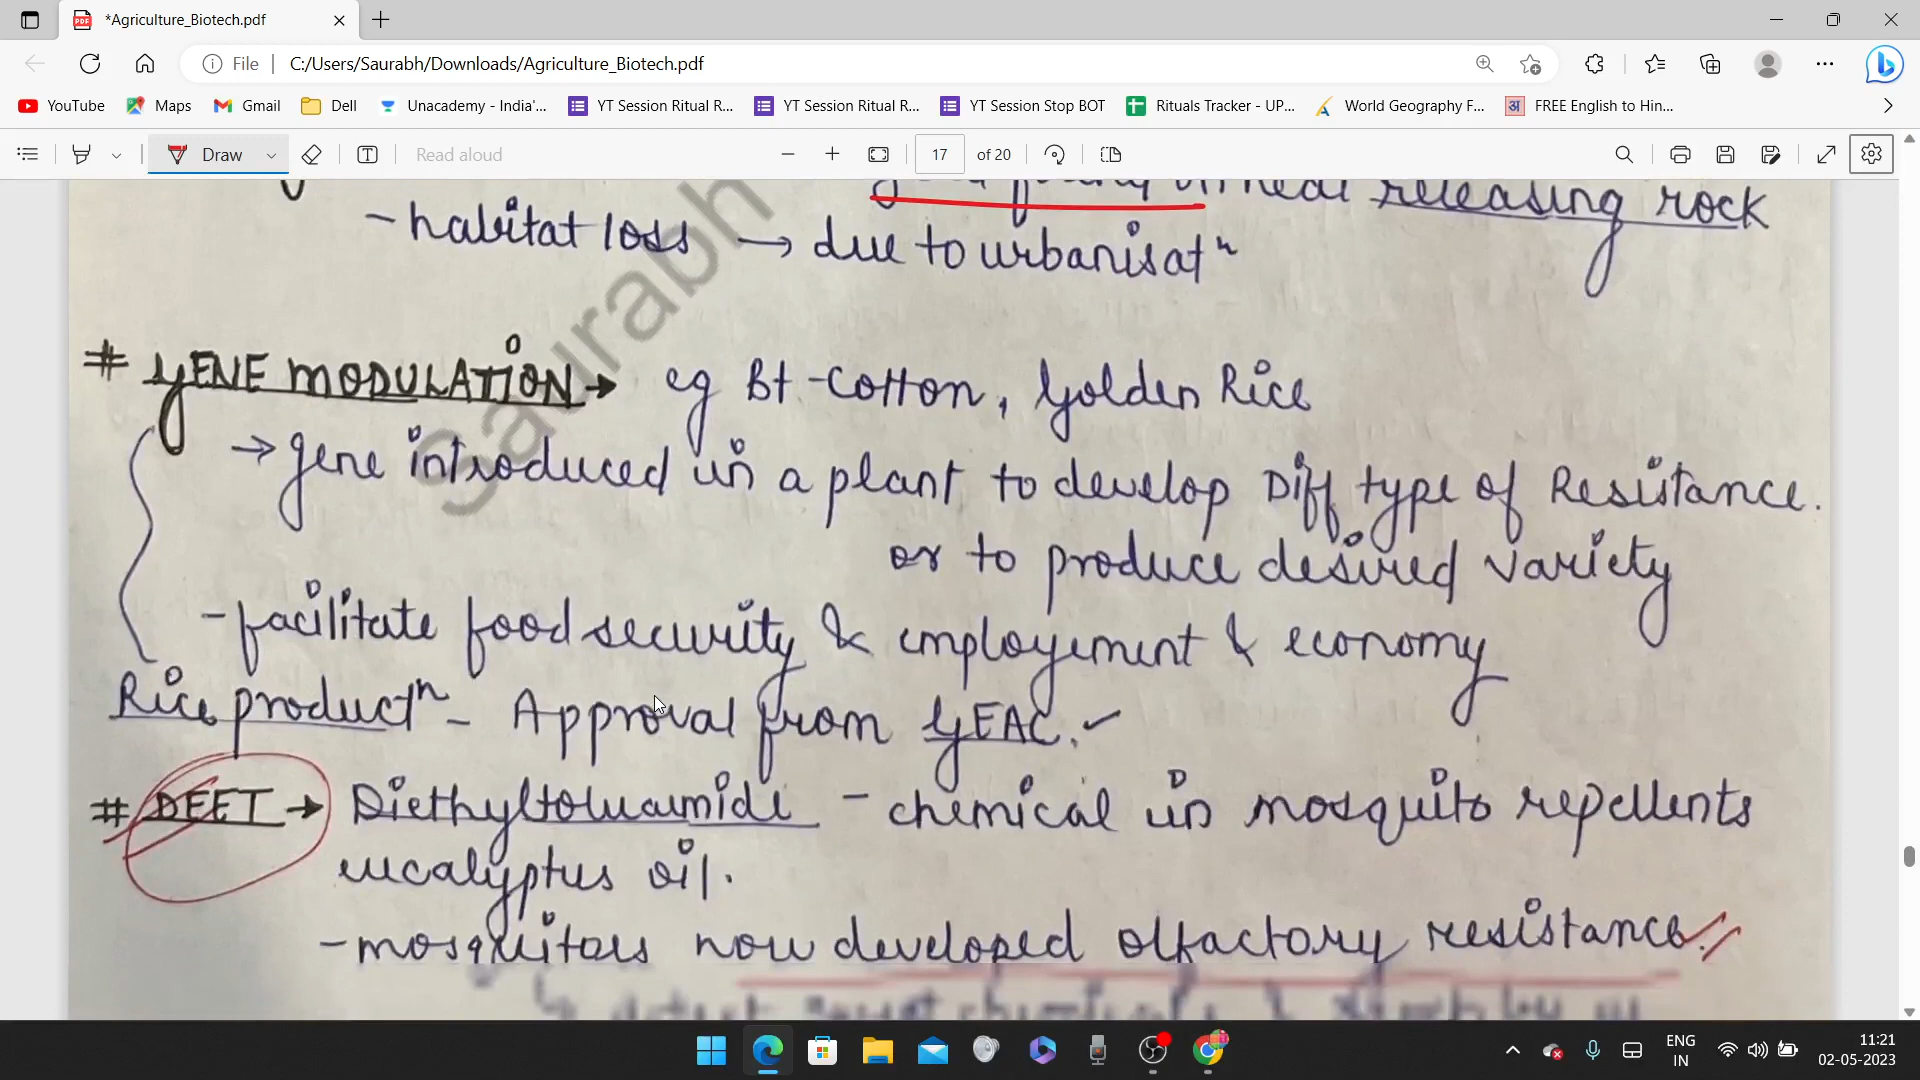 *Agriculture_Biotech.pdf
File C:/Users/Saurabh/Downloads/Agriculture_Biotech.pdf
YouTube Maps Gmail Dell Unacademy - India'... YT Session Ritual R... YT Session Ritual R... YT Session Stop BOT Rituals Tracker - UP... World Geography F... FREE English to Hin...
Draw Read aloud 17 of 20
releasing rock
- habitat loss → due to urbanisatⁿ
Saurabh
# GENE MODULATION → eg Bt-Cotton, Golden Rice
→ gene introduced in a plant to develop Diff type of Resistance.
or to produce desired variety
- facilitate food security & employement & economy
Rice productⁿ - Approval from GEAC. ✓
# DEET → Diethyltoluamide - chemical in mosquito repellents
eucalyptus oil.
- mosquitoes now developed olfactory resistance.
ENG
IN
11:21
02-05-2023